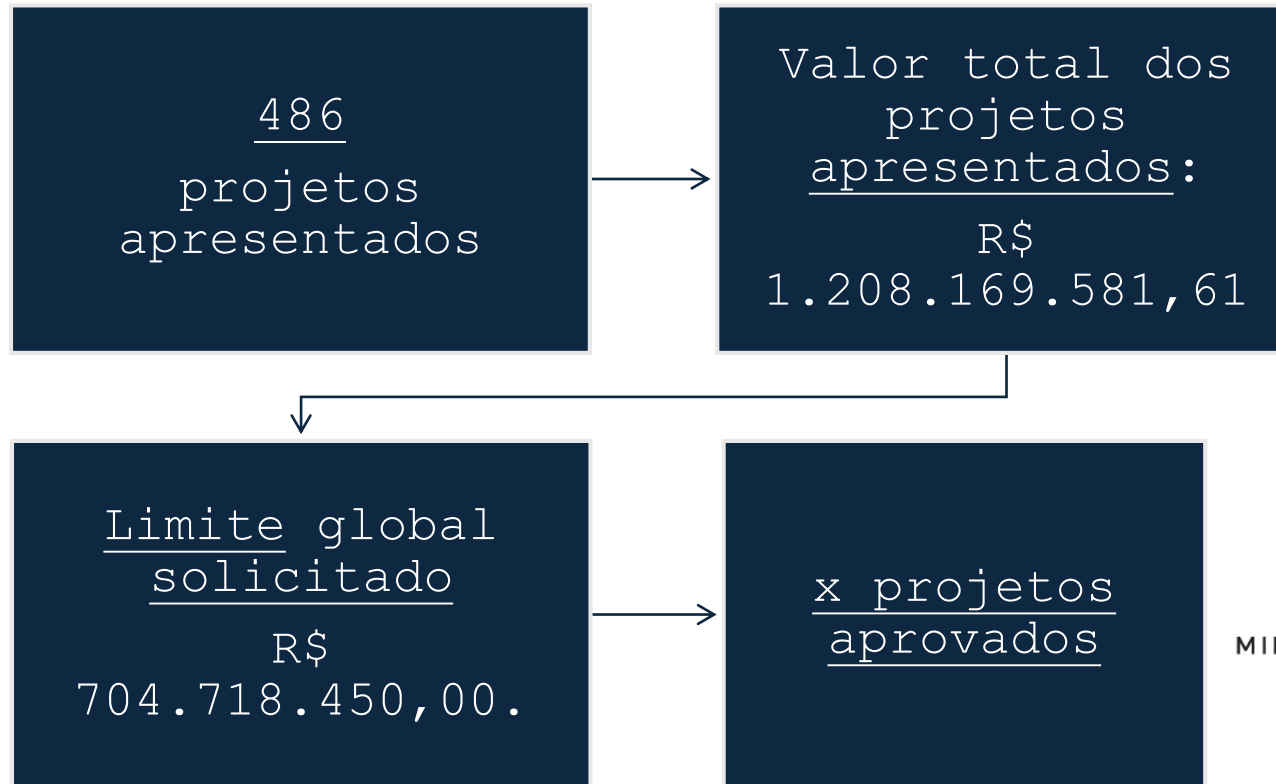 486
projetos
apresentados
Valor total dos
projetos
apresentados:
R$
1.208.169.581,61
Limite global
solicitado
R$
704.718.450,00.
x projetos
aprovados